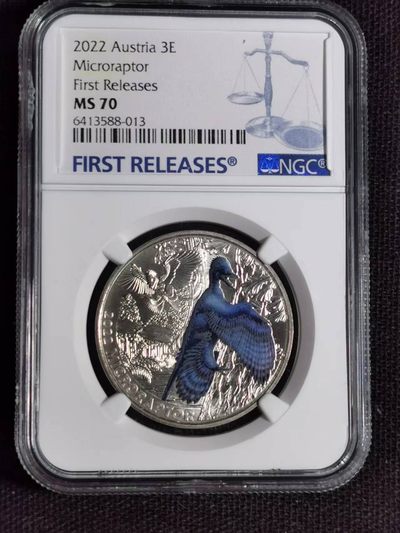 2022 Austria 3E
Microraptor
First Releases
MS 70
6413588-013
FIRST RELEASES®
NGC®